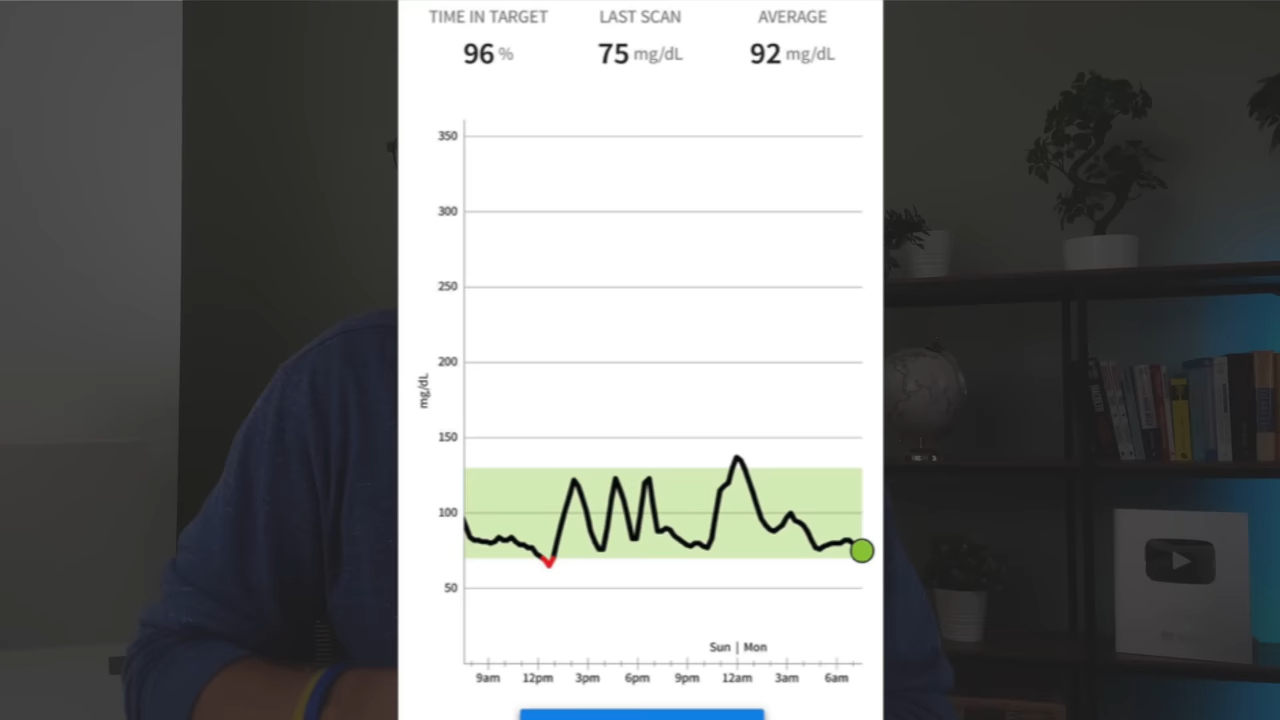 TIME IN TARGET LAST SCAN AVERAGE
96 % 75 mg/dL 92 mg/dL
350
300
250
200
mg/dL
150
100
50
Sun | Mon
9am 12pm 3pm 6pm 9pm 12am 3am 6am